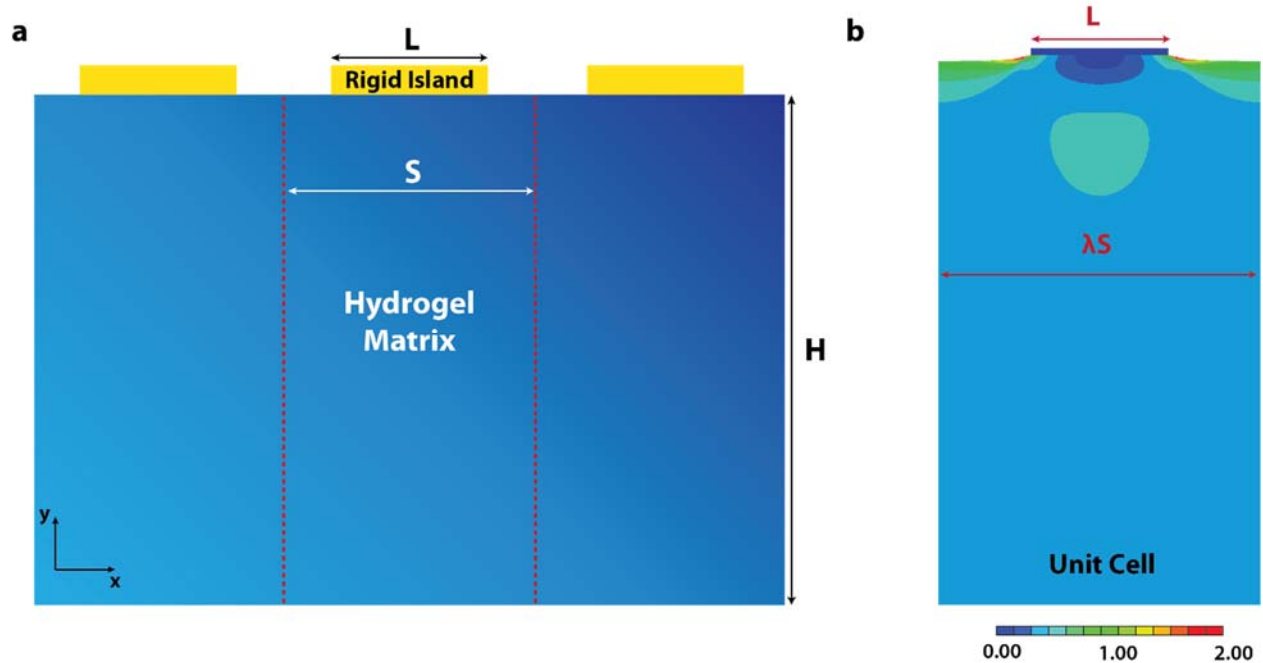 a
L
Rigid Island
S
Hydrogel
Matrix
H
y
x
b
L
λS
Unit Cell
0.00
1.00
2.00